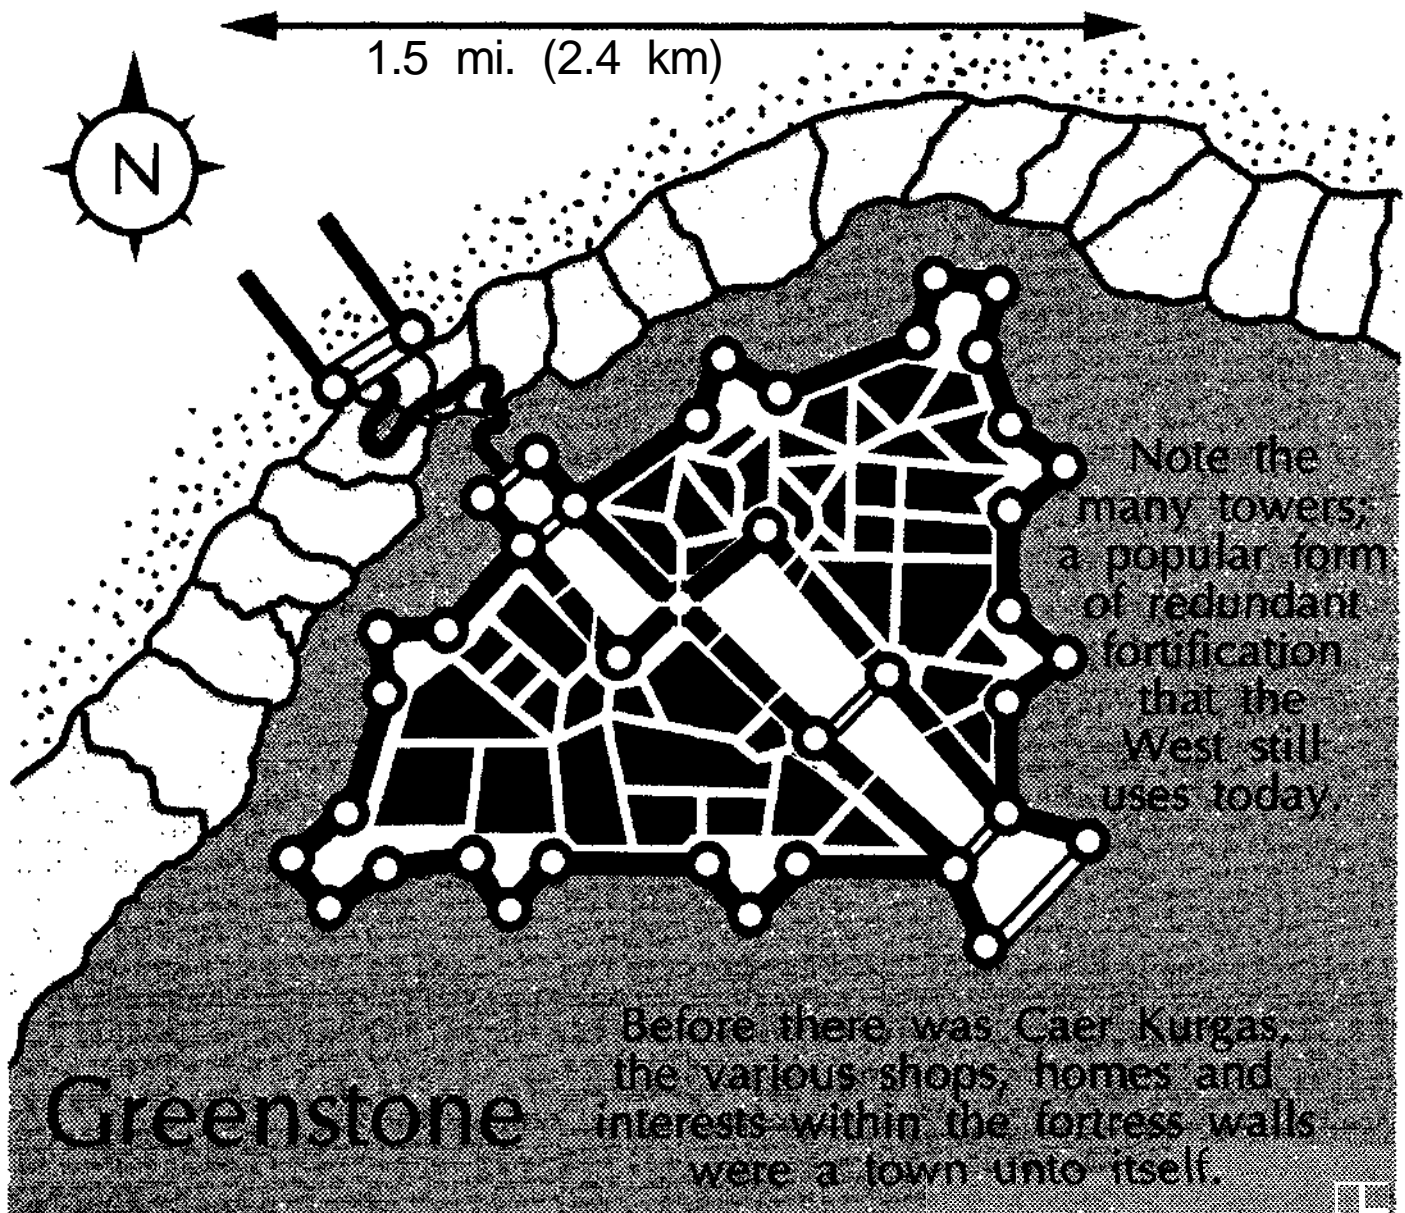 1.5 mi. (2.4 km)
N
Note the
many towers;
a popular form
of redundant
fortification
that the
West still
uses today.
Before there was Caer Kurgas,
the various shops, homes and
interests within the fortress walls
were a town unto itself.
Greenstone